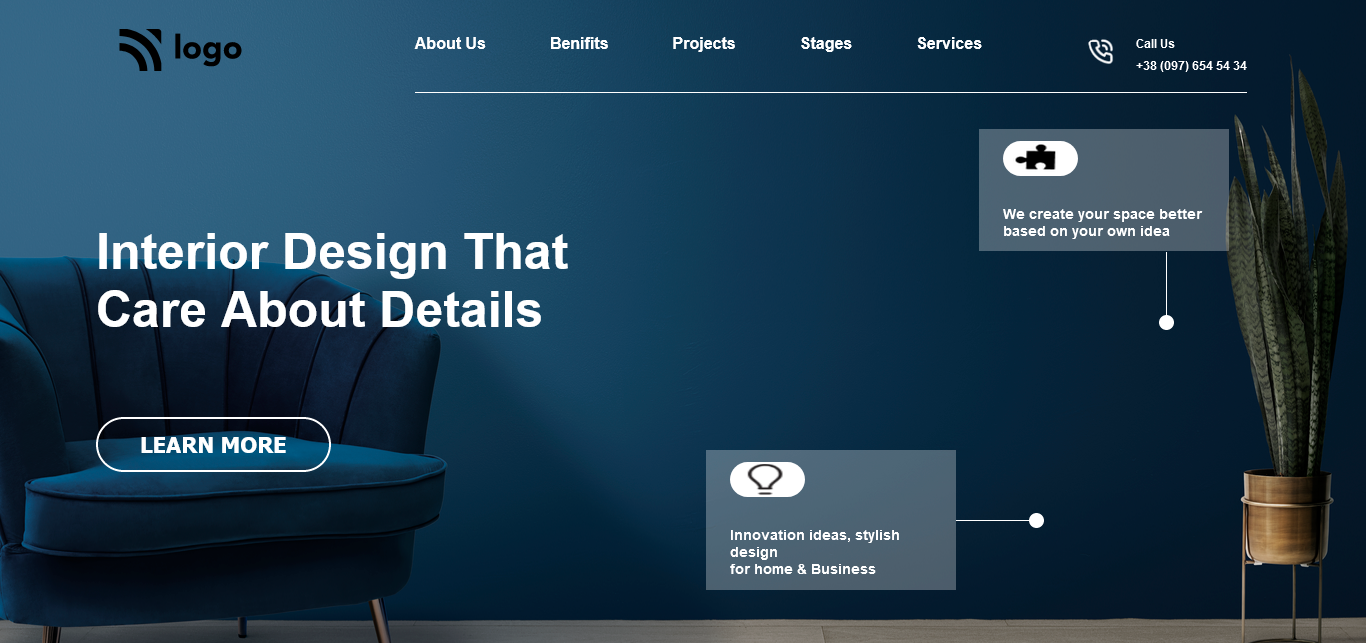 logo
About Us
Benifits
Projects
Stages
Services
Call Us
+38 (097) 654 54 34
We create your space better
based on your own idea
Interior Design That
Care About Details
LEARN MORE
Innovation ideas, stylish
design
for home & Business